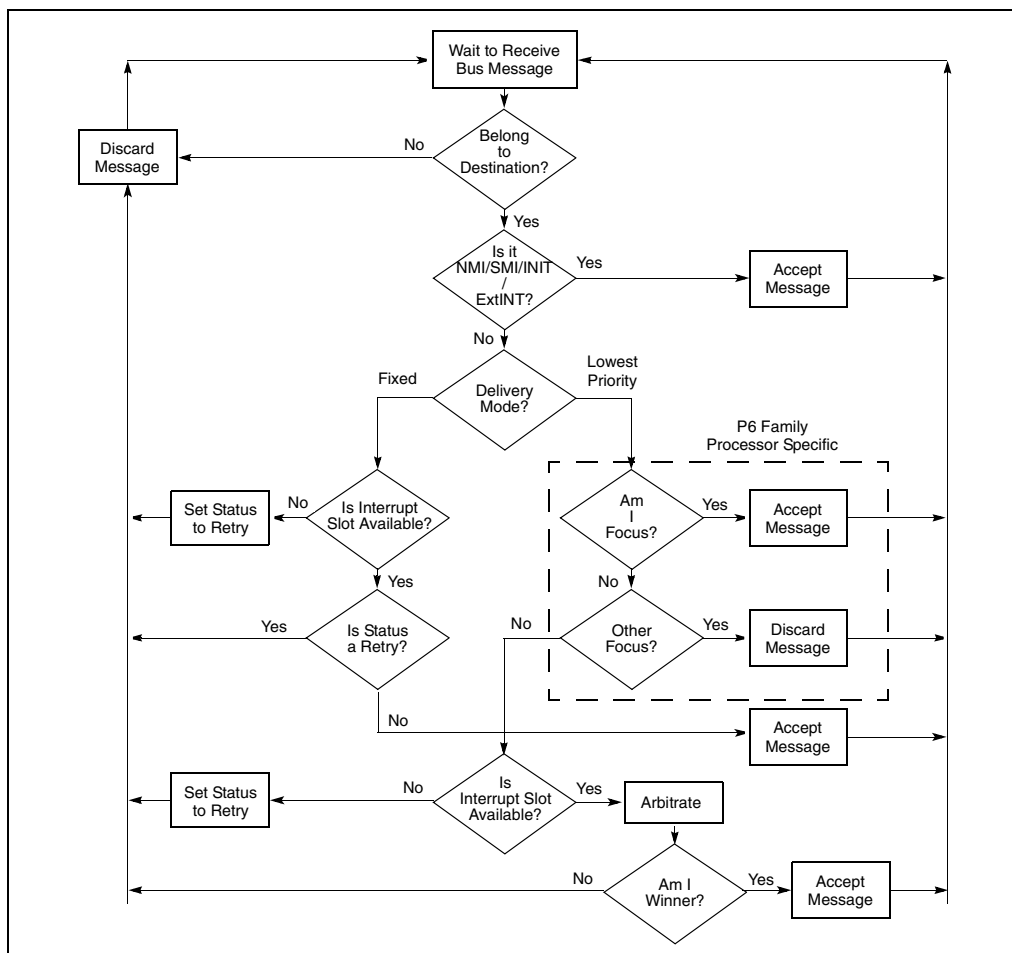 Wait to Receive
Bus Message
Discard
Message
No
Belong
to
Destination?
Yes
Is it
NMI/SMI/INIT
/
ExtINT?
Yes
Accept
Message
No
Fixed
Delivery
Mode?
Lowest
Priority
P6 Family
Processor Specific
Set Status
to Retry
No
Is Interrupt
Slot Available?
Am
I
Focus?
Yes
Accept
Message
Yes
No
Yes
Is Status
a Retry?
No
Other
Focus?
Yes
Discard
Message
No
Accept
Message
Set Status
to Retry
No
Is
Interrupt Slot
Available?
Yes
Arbitrate
No
Am I
Winner?
Yes
Accept
Message